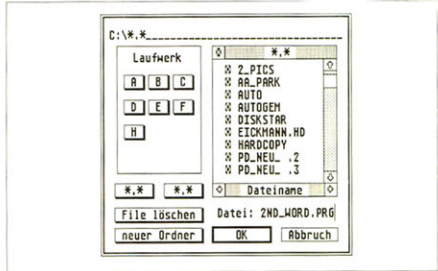 C:\*.*
Laufwerk
*.*
A B C
D E F
H
2_PICS
AA_PARK
AUTO
AUTOGEM
DISKSTAR
EICKMANN.HD
HARDCOPY
PD_NEU_ .2
PD_NEU_ .3
*.* *.*
Dateiname
File löschen
Datei: 2ND_WORD.PRG
neuer Ordner
OK
Abbruch